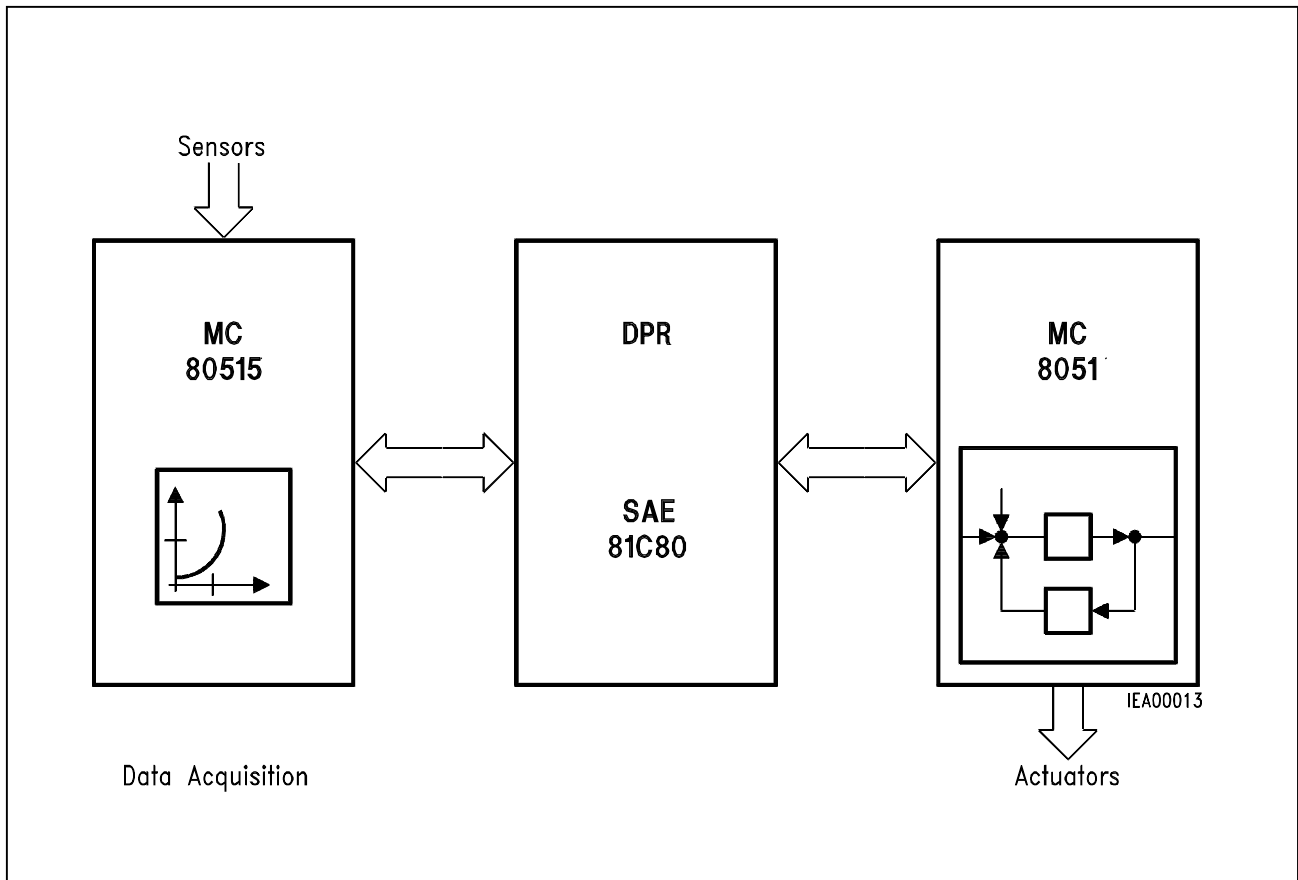 Sensors
MC
80515
DPR
SAE
81C80
MC
8051
IEA00013
Data Acquisition
Actuators